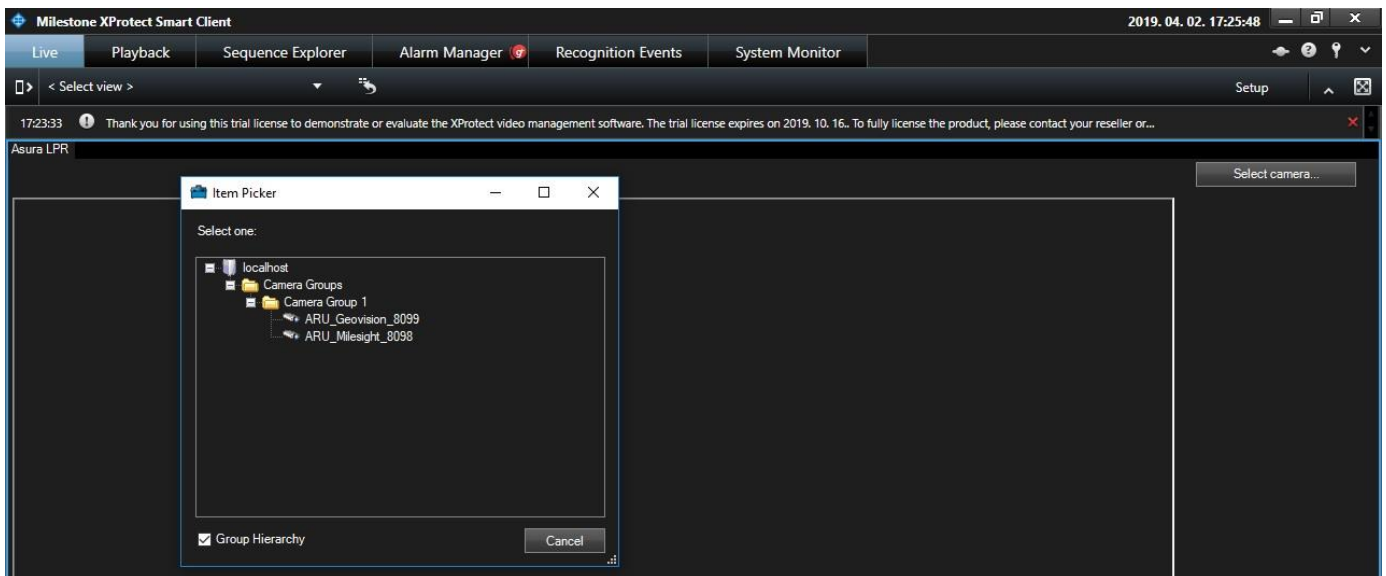 Milestone XProtect Smart Client 2019. 04. 02. 17:25:48
Live Playback Sequence Explorer Alarm Manager Recognition Events System Monitor
< Select view > Setup
17:23:33 Thank you for using this trial license to demonstrate or evaluate the XProtect video management software. The trial license expires on 2019. 10. 16.. To fully license the product, please contact your reseller or...
Asura LPR
Select camera...
Item Picker
Select one:
localhost
Camera Groups
Camera Group 1
ARU_Geovision_8099
ARU_Milesight_8098
Group Hierarchy Cancel